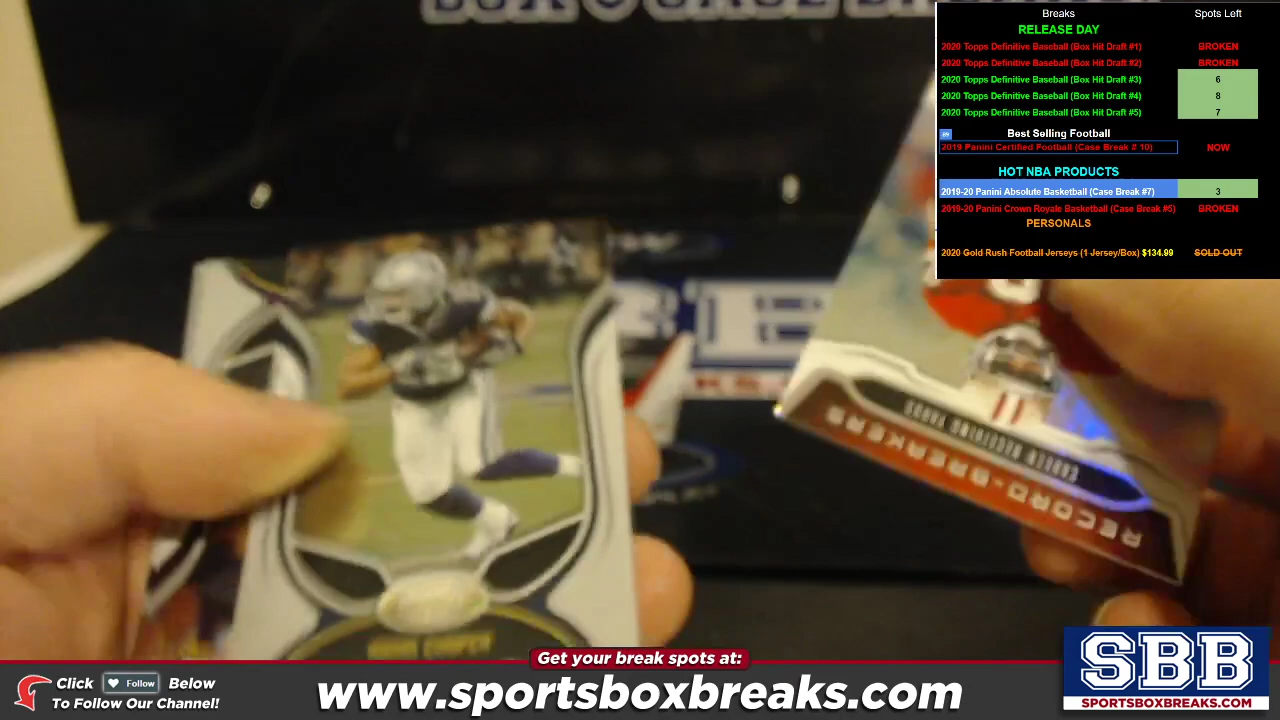 Breaks Spots Left
RELEASE DAY
2020 Topps Definitive Baseball (Box Hit Draft #1) BROKEN
2020 Topps Definitive Baseball (Box Hit Draft #2) BROKEN
2020 Topps Definitive Baseball (Box Hit Draft #3) 6
2020 Topps Definitive Baseball (Box Hit Draft #4) 8
2020 Topps Definitive Baseball (Box Hit Draft #5) 7
Best Selling Football
2019 Panini Certified Football (Case Break # 10) NOW
HOT NBA PRODUCTS
2019-20 Panini Absolute Basketball (Case Break #7) 3
2019-20 Panini Crown Royale Basketball (Case Break #5) BROKEN
PERSONALS
2020 Gold Rush Football Jerseys (1 Jersey/Box) $134.99 SOLD OUT
CAREER RECEIVING YARDS
RECORD-BREAKERS
Get your break spots at:
Click Follow Below
To Follow Our Channel!
www.sportsboxbreaks.com
SBB
SPORTSBOXBREAKS.COM